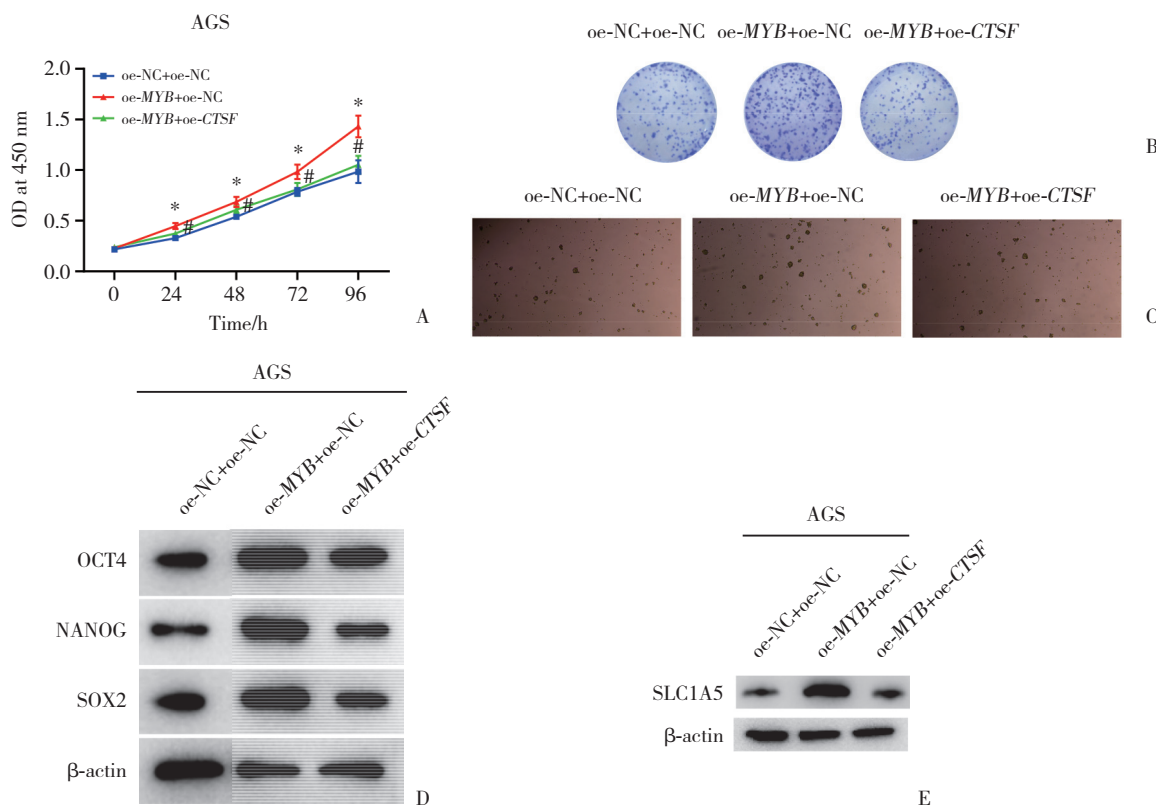 AGS
oe-NC+oe-NC
oe-MYB+oe-NC
oe-MYB+oe-CTSF
OD at 450 nm
2.0
1.5
1.0
0.5
0.0
* * * *
# # # #
0 24 48 72 96
Time/h
A
oe-NC+oe-NC oe-MYB+oe-NC oe-MYB+oe-CTSF
B
oe-NC+oe-NC oe-MYB+oe-NC oe-MYB+oe-CTSF
C
AGS
oe-NC+oe-NC
oe-MYB+oe-NC
oe-MYB+oe-CTSF
OCT4
NANOG
SOX2
β-actin
D
AGS
oe-NC+oe-NC
oe-MYB+oe-NC
oe-MYB+oe-CTSF
SLC1A5
β-actin
E